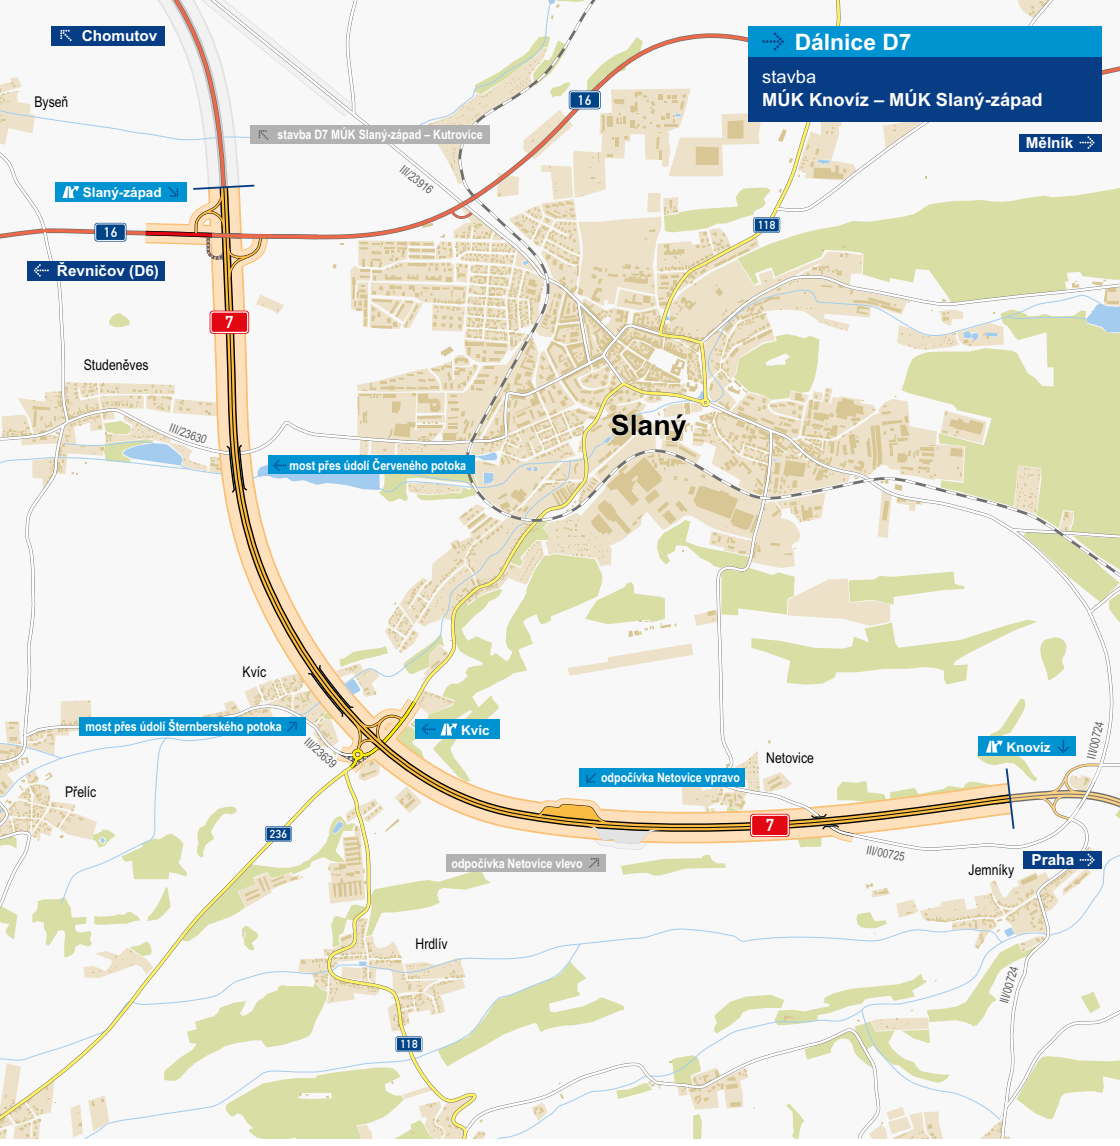 Chomutov
Dálnice D7
stavba
MÚK Knovíz – MÚK Slaný-západ
Byseň
16
stavba D7 MÚK Slaný-západ – Kutrovice
Mělník
III/23916
Slaný-západ
118
16
Řevničov (D6)
7
Studeněves
III/23630
Slaný
most přes údolí Červeného potoka
Kvíc
most přes údolí Šternberského potoka
Kvíc
III/23639
III/00724
Knovíz
Netovice
odpočívka Netovice vpravo
Přelíc
236
7
III/00725
odpočívka Netovice vlevo
Praha
Jemníky
Hrdlív
III/00724
118